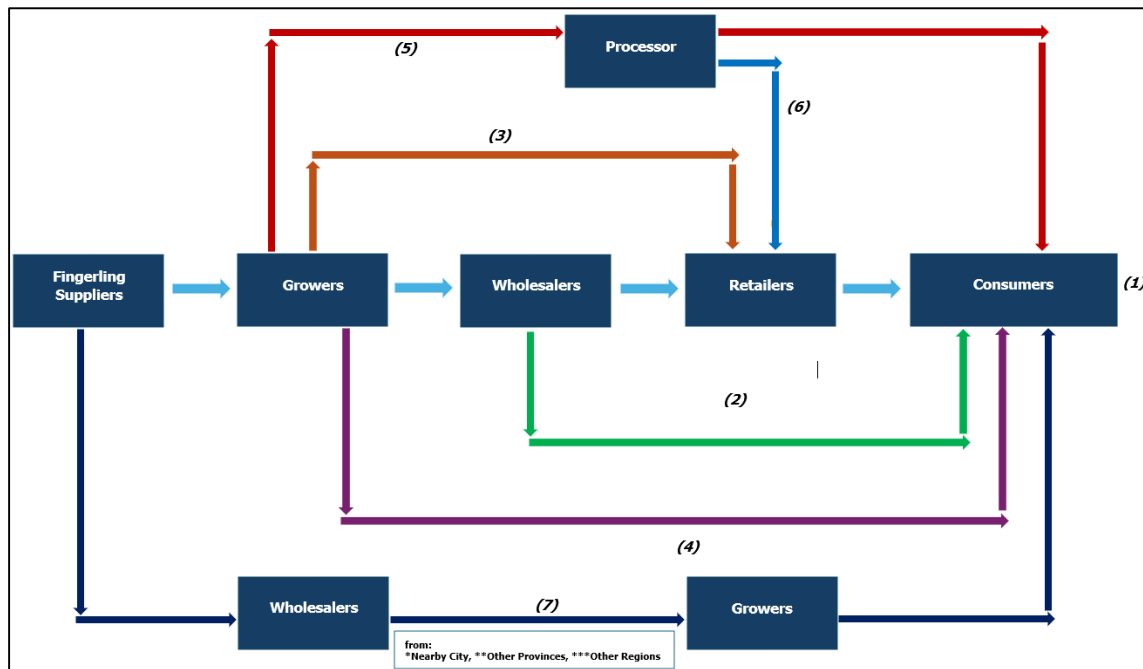 Processor
(5)
(6)
(3)
Fingerling
Suppliers
Growers
Wholesalers
Retailers
Consumers
(1)
(2)
(4)
Wholesalers
(7)
Growers
from:
*Nearby City, **Other Provinces, ***Other Regions